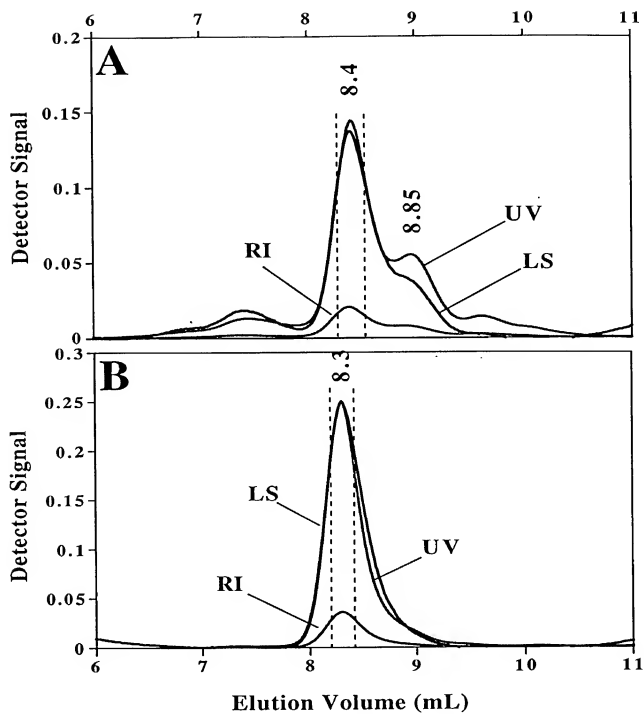 6 7 8 9 10 11
0.2
A
8.4
0.15
Detector Signal
0.1
8.85
UV
RI
LS
0.05
0
B
0.3
8.3
0.25
0.2
Detector Signal
LS
0.15
UV
0.1
RI
0.05
0
6 7 8 9 10 11
Elution Volume (mL)